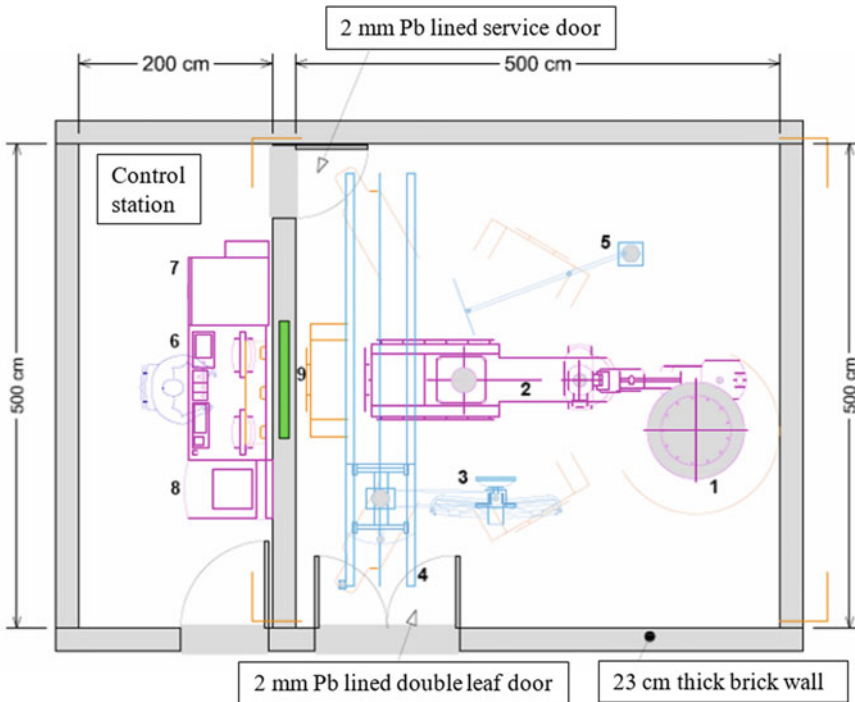 2 mm Pb lined service door
200 cm
500 cm
Control
station
500 cm
500 cm
7
6
5
9
2
8
3
1
4
2 mm Pb lined double leaf door
23 cm thick brick wall